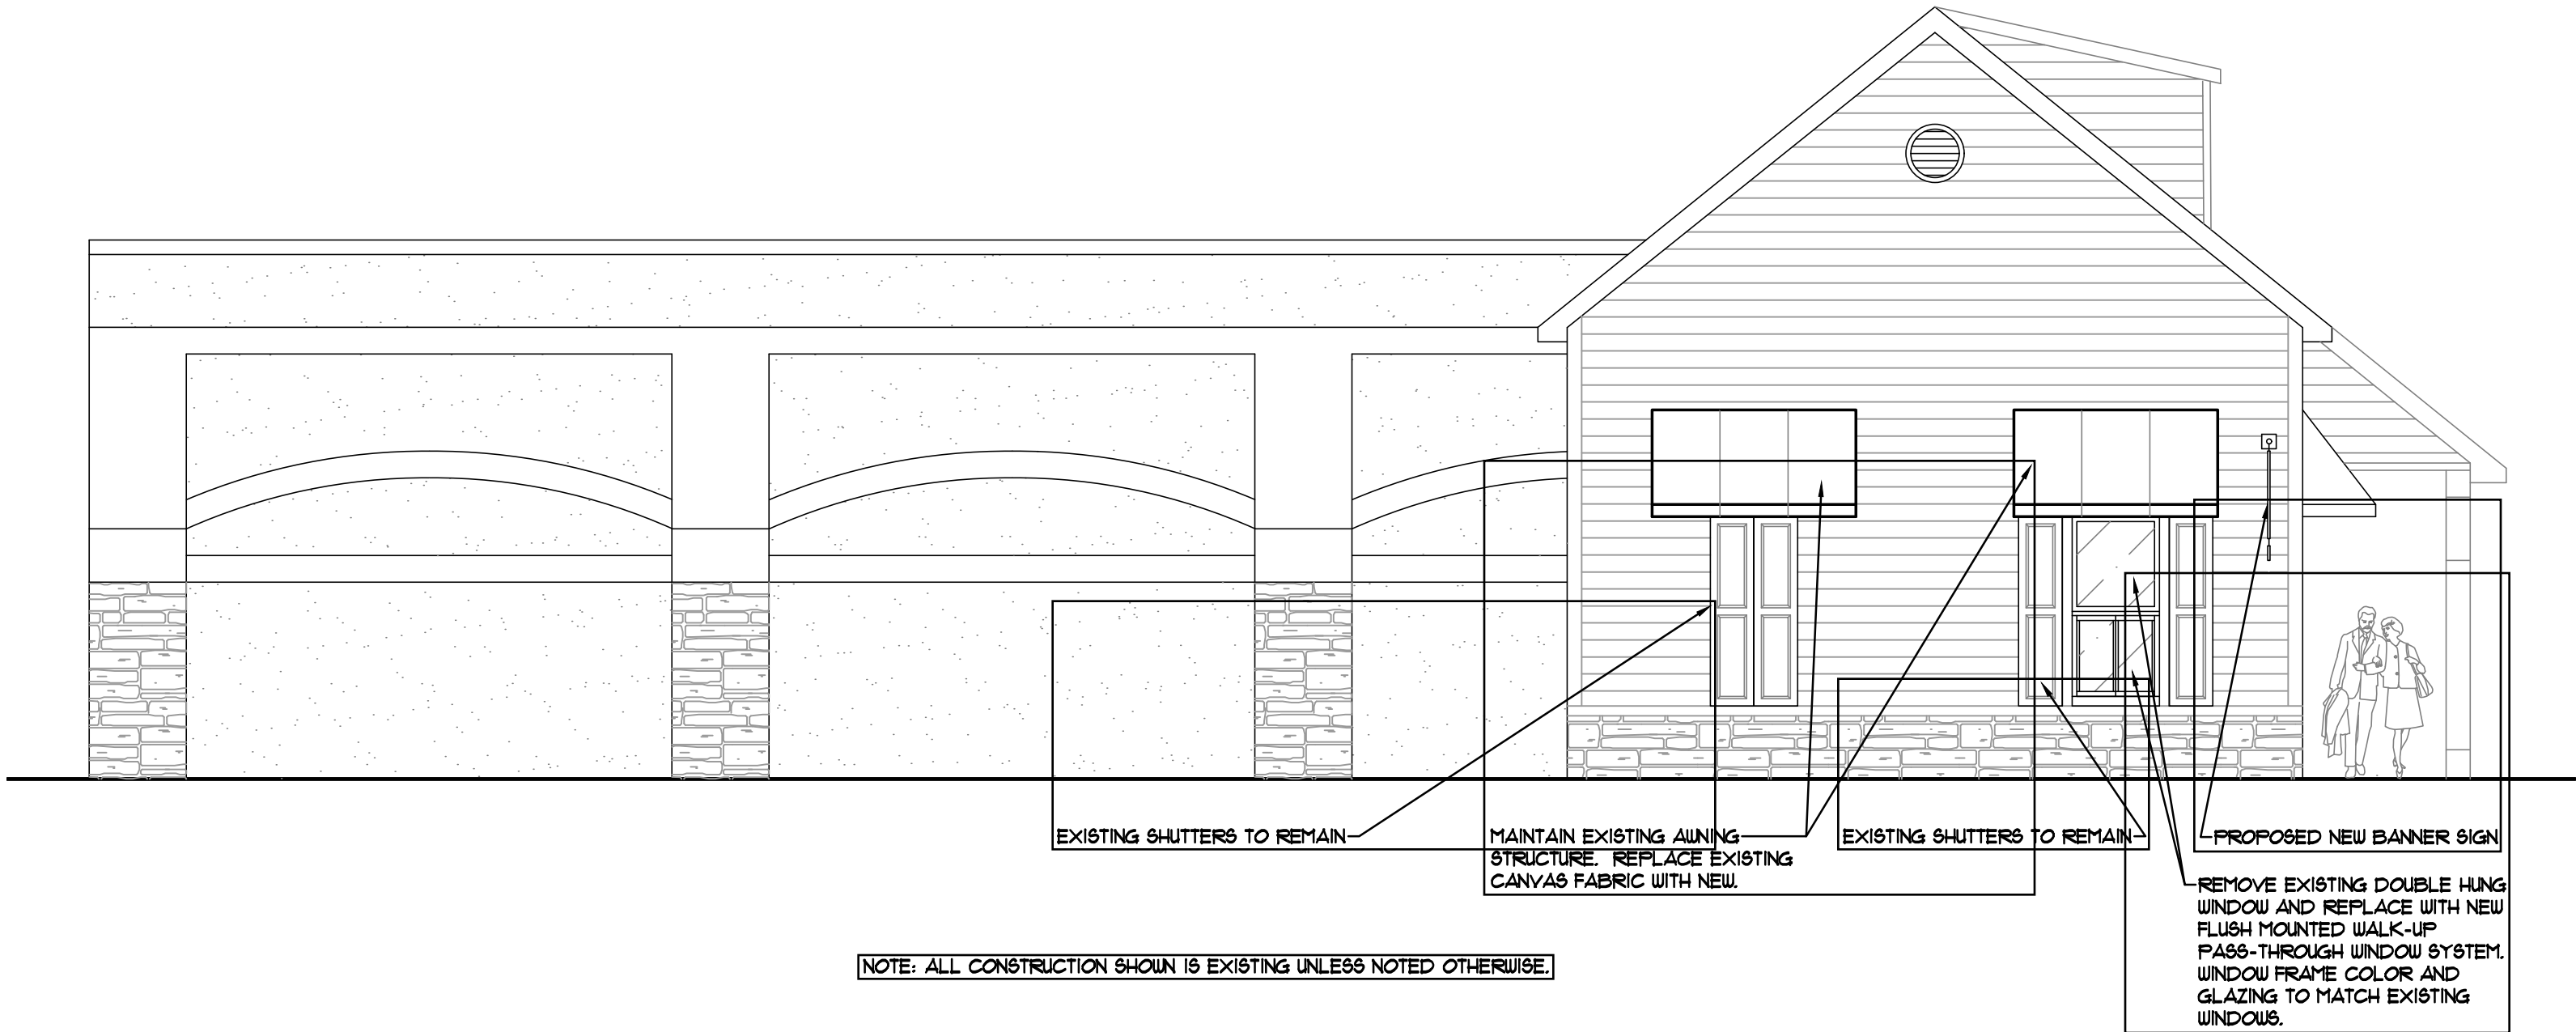 EXISTING SHUTTERS TO REMAIN
MAINTAIN EXISTING AWNING
STRUCTURE. REPLACE EXISTING
CANVAS FABRIC WITH NEW.
EXISTING SHUTTERS TO REMAIN
PROPOSED NEW BANNER SIGN
REMOVE EXISTING DOUBLE HUNG
WINDOW AND REPLACE WITH NEW
FLUSH MOUNTED WALK-UP
PASS-THROUGH WINDOW SYSTEM.
WINDOW FRAME COLOR AND
GLAZING TO MATCH EXISTING
WINDOWS.
NOTE: ALL CONSTRUCTION SHOWN IS EXISTING UNLESS NOTED OTHERWISE.